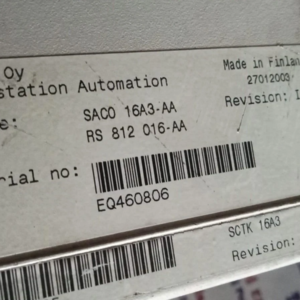 Oy
station Automation
Made in Finlan
27012003
e: SACO 16A3-AA
RS 812 016-AA
Revision:
rial no:
EQ460806
SCTK 16A3
Revision: